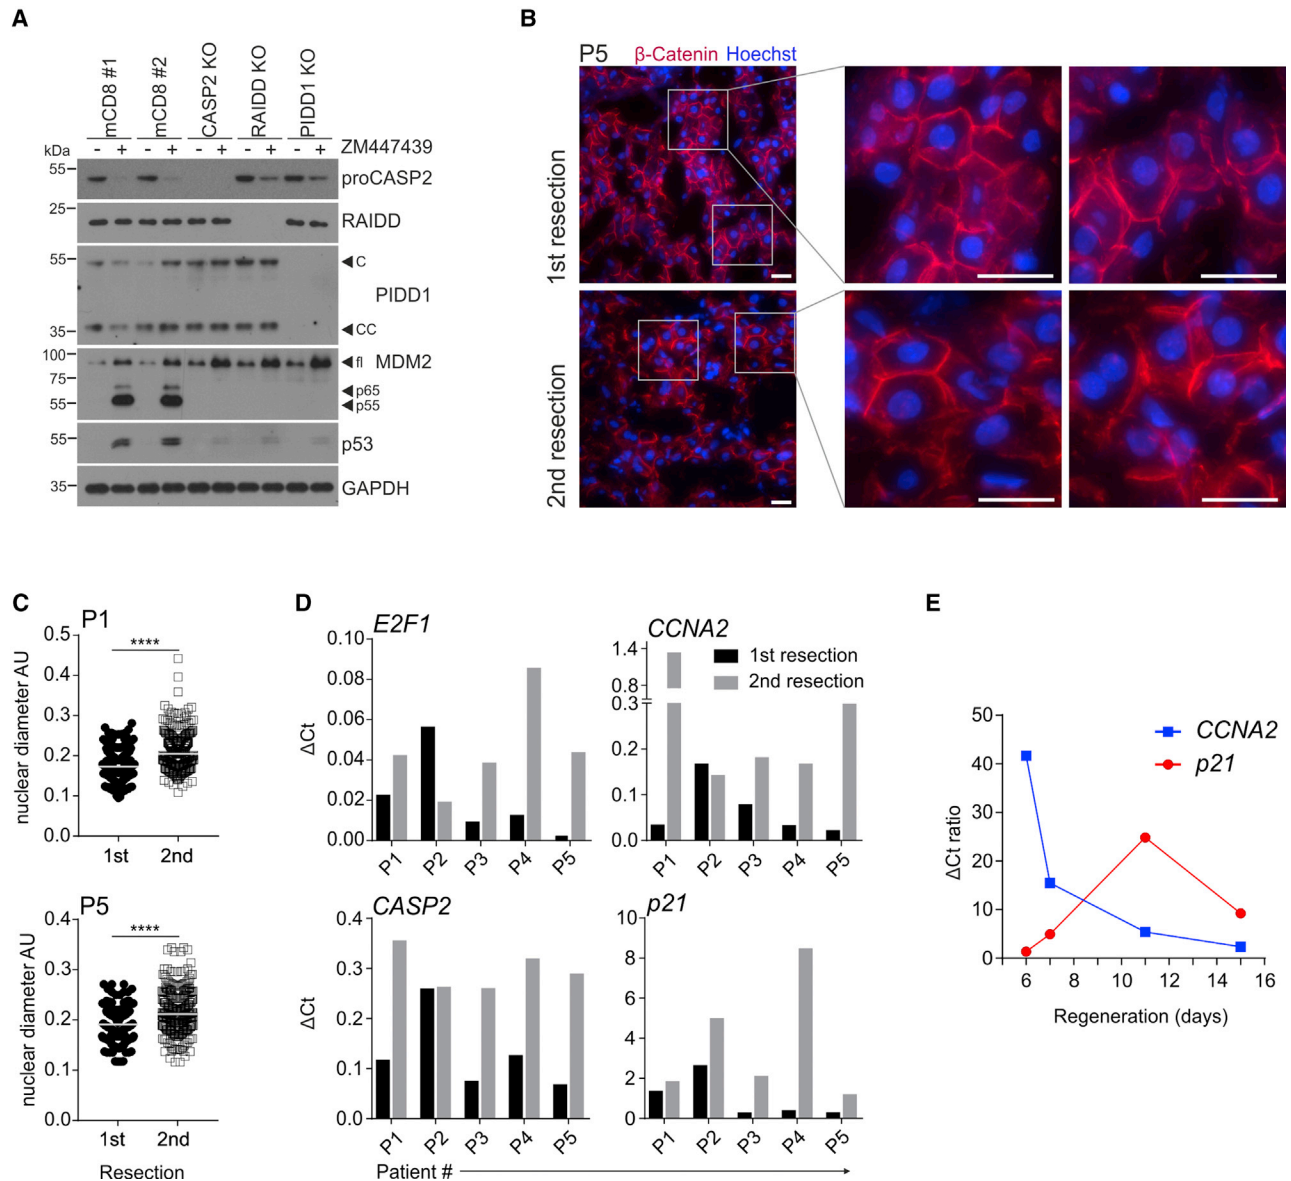 A
mCD8 #1
mCD8 #2
CASP2 KO
RAIDD KO
PIDD1 KO
kDa
- + - + - + - + - + ZM447439
55 proCASP2
25 RAIDD
55 ◀ C
PIDD1
35 ◀ CC
100 ◀ fl MDM2
75
◀ p65
55 ◀ p55
55 p53
35 GAPDH
B
P5 β-Catenin Hoechst
1st resection
2nd resection
C
P1
nuclear diameter AU
0.5
0.4
0.3
0.2
0.1
0.0
****
1st 2nd
P5
nuclear diameter AU
0.4
0.3
0.2
0.1
0.0
****
1st 2nd
Resection
D
E2F1
ΔCt
0.10
0.08
0.06
0.04
0.02
0.00
P1 P2 P3 P4 P5
CCNA2
1st resection
2nd resection
1.4
0.8
0.3
0.2
0.1
0.0
P1 P2 P3 P4 P5
CASP2
ΔCt
0.4
0.3
0.2
0.1
0.0
P1 P2 P3 P4 P5
p21
10
8
6
4
2
0
P1 P2 P3 P4 P5
Patient #
E
CCNA2
p21
ΔCt ratio
50
40
30
20
10
0
6 8 10 12 14 16
Regeneration (days)